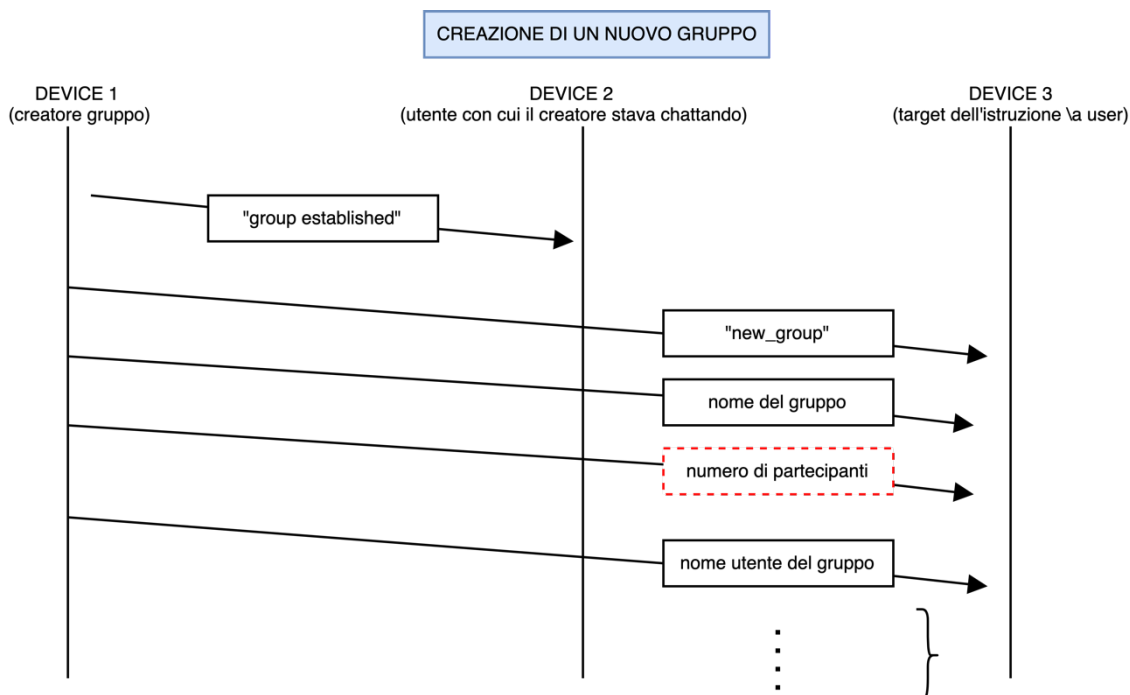 CREAZIONE DI UN NUOVO GRUPPO
DEVICE 1
(creatore gruppo)
DEVICE 2
(utente con cui il creatore stava chattando)
DEVICE 3
(target dell'istruzione \a user)
"group established"
"new_group"
nome del gruppo
numero di partecipanti
nome utente del gruppo